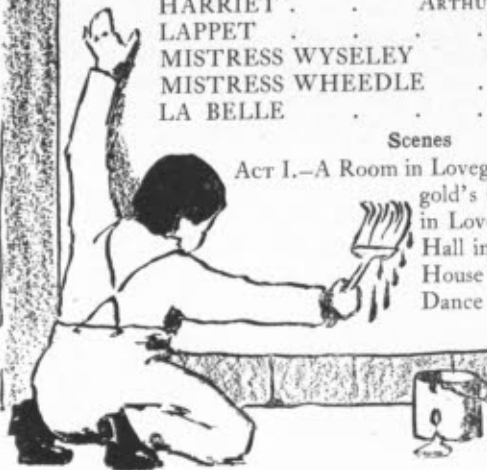 HARRIET . . ARTHU
LAPPET . . . .
MISTRESS WYSELEY .
MISTRESS WHEEDLE .
LA BELLE . . .
Scenes
ACT I.—A Room in Loveg
gold's
in Lov
Hall in
House
Dance